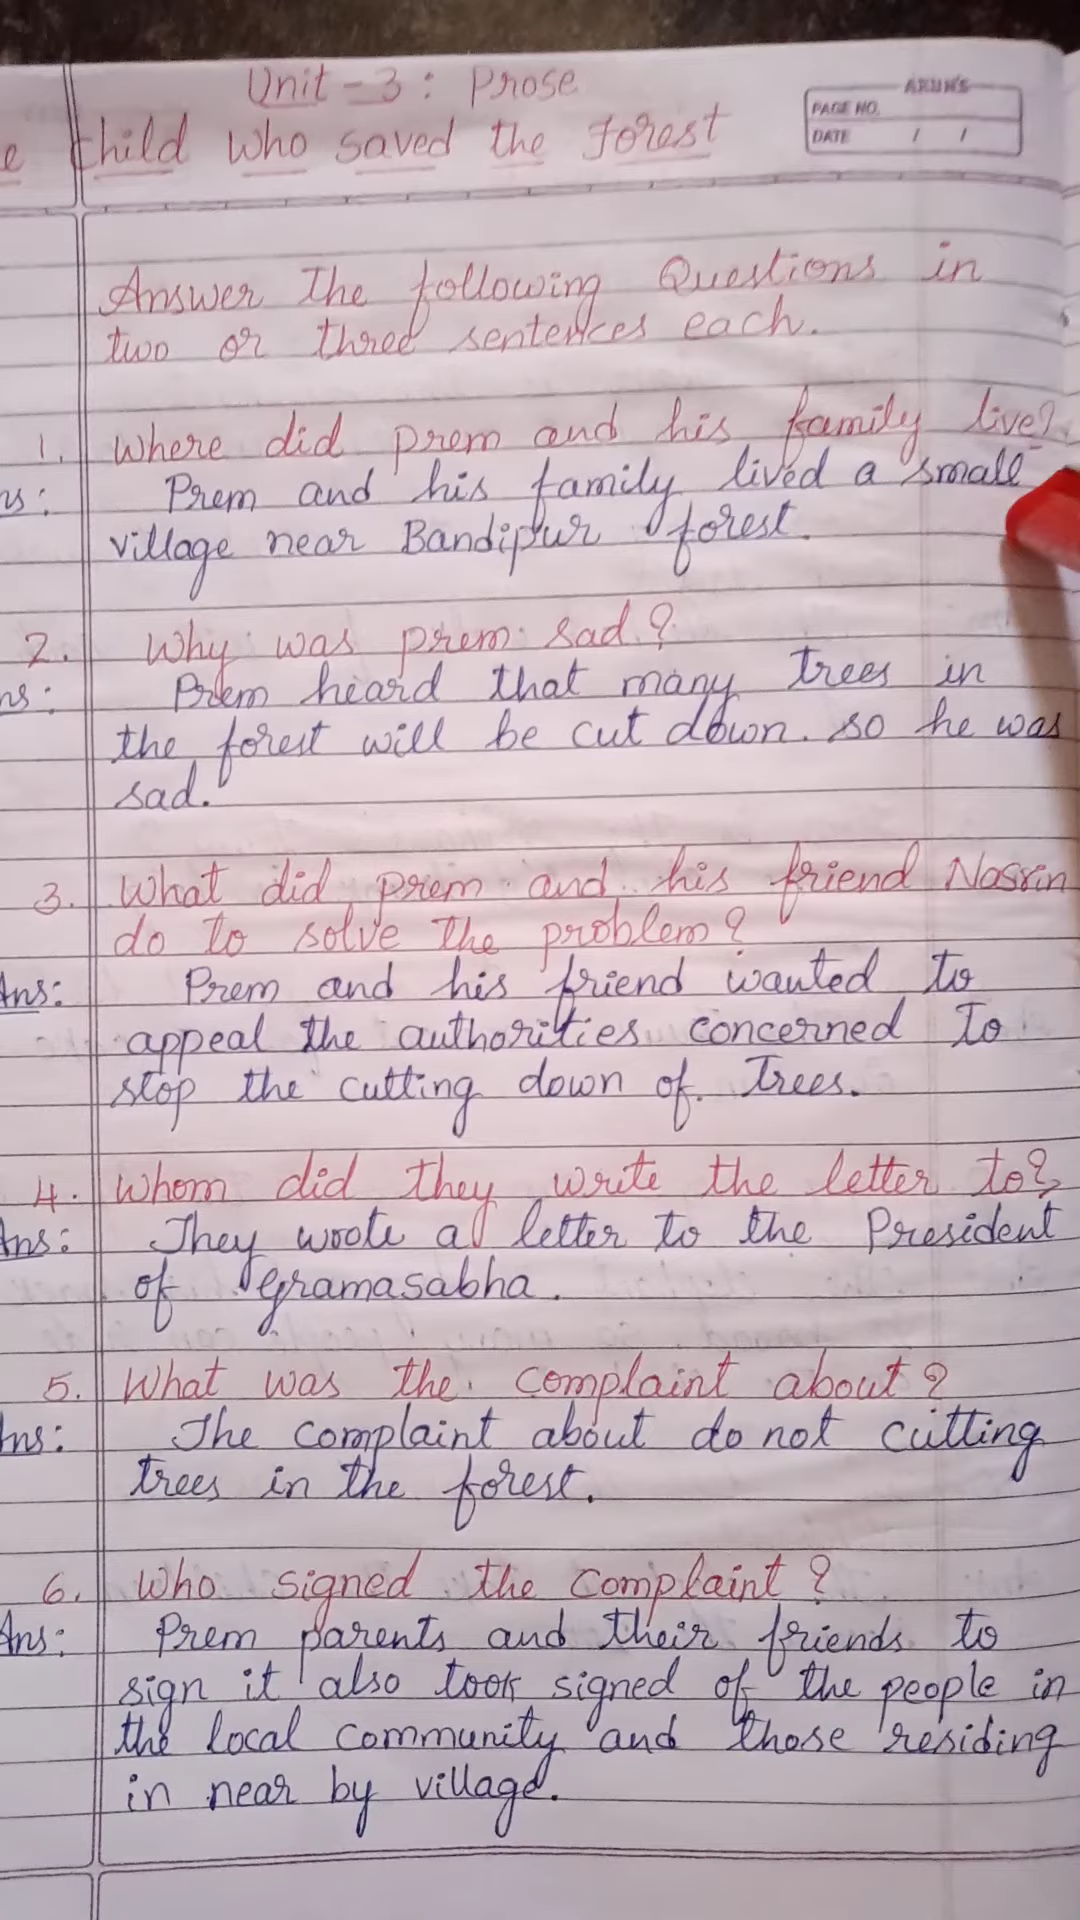 Unit - 3 : Prose
ARUN'S
PAGE NO.
DATE / /
e child who saved the forest
Answer The following Questions in
two or three sentences each.
1. Where did prem and his family live?
ns: Prem and his family lived a small
village near Bandipur forest.
2. Why was prem sad ?
ns: Prem heard that many trees in
the forest will be cut down. so he was
sad.
3. What did prem and his friend Nasrin
do to solve the problem?
Ans: Prem and his friend wanted to
appeal the authorities concerned To
stop the cutting down of. Trees.
4. Whom did they write the letter to?
Ans: They wrote a letter to the President
of gramasabha.
5. What was the complaint about ?
Ans: The complaint about do not cutting
trees in the forest.
6. Who signed the complaint ?
Ans: Prem parents and their friends to
sign it also took signed of the people in
the local community and those residing
in near by village.